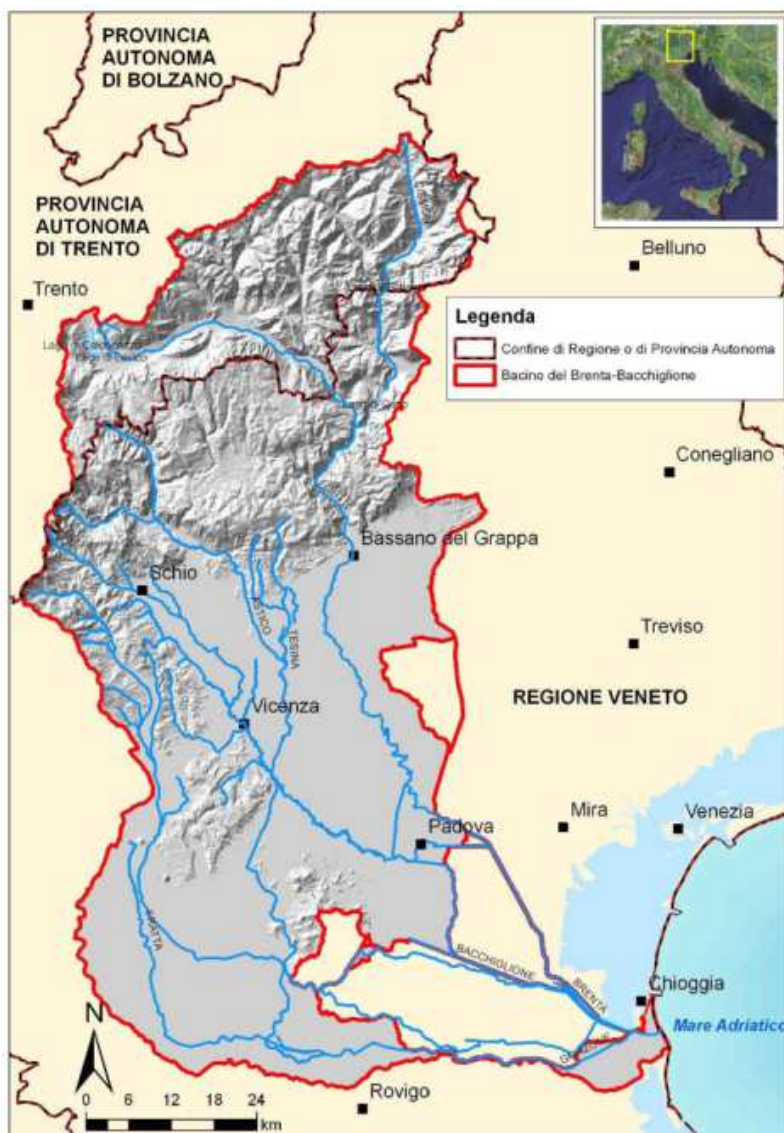 PROVINCIA
AUTONOMA
DI BOLZANO
PROVINCIA
AUTONOMA
DI TRENTO
Trento
Belluno
Legenda
Confine di Regione o di Provincia Autonoma
Bacino del Brenta-Bacchiglione
Conegliano
Bassano del Grappa
Schio
ASTICO
TESINA
Treviso
REGIONE VENETO
Vicenza
Mira
Venezia
Padova
BACCHIGLIONE
BRENTA
Chioggia
Mare Adriatico
N
Rovigo
0 6 12 18 24
km